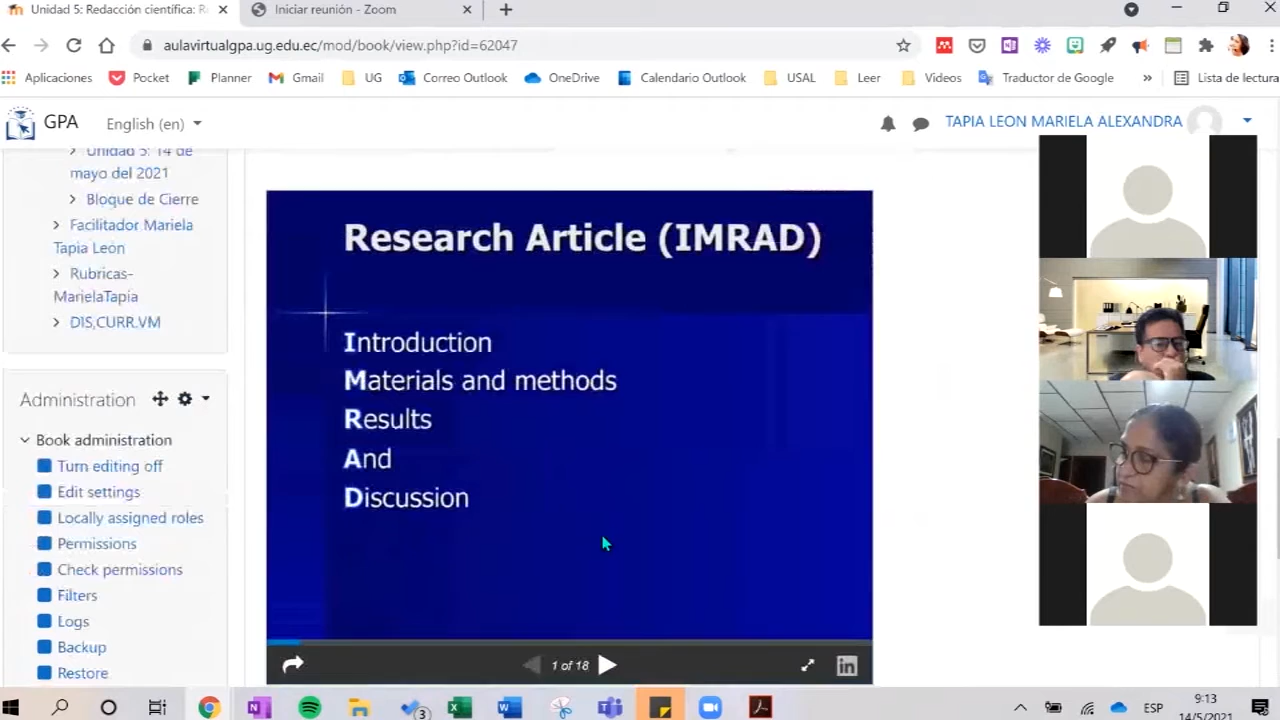 Unidad 5: Redacción científica: R
Iniciar reunión - Zoom
aulavirtualgpa.ug.edu.ec/mod/book/view.php?id=62047
Aplicaciones
Pocket
Planner
Gmail
UG
Correo Outlook
OneDrive
Calendario Outlook
USAL
Leer
Videos
Traductor de Google
»
Lista de lectura
GPA
English (en)
TAPIA LEON MARIELA ALEXANDRA
Unidad 5: 14 de
mayo del 2021
Bloque de Cierre
Facilitador Mariela
Tapia León
Rubricas-
MarielaTapia
DIS,CURR.VM
Administration
Book administration
Turn editing off
Edit settings
Locally assigned roles
Permissions
Check permissions
Filters
Logs
Backup
Restore
Research Article (IMRAD)
Introduction
Materials and methods
Results
And
Discussion
1 of 18
in
3
ESP
9:13
14/5/2021